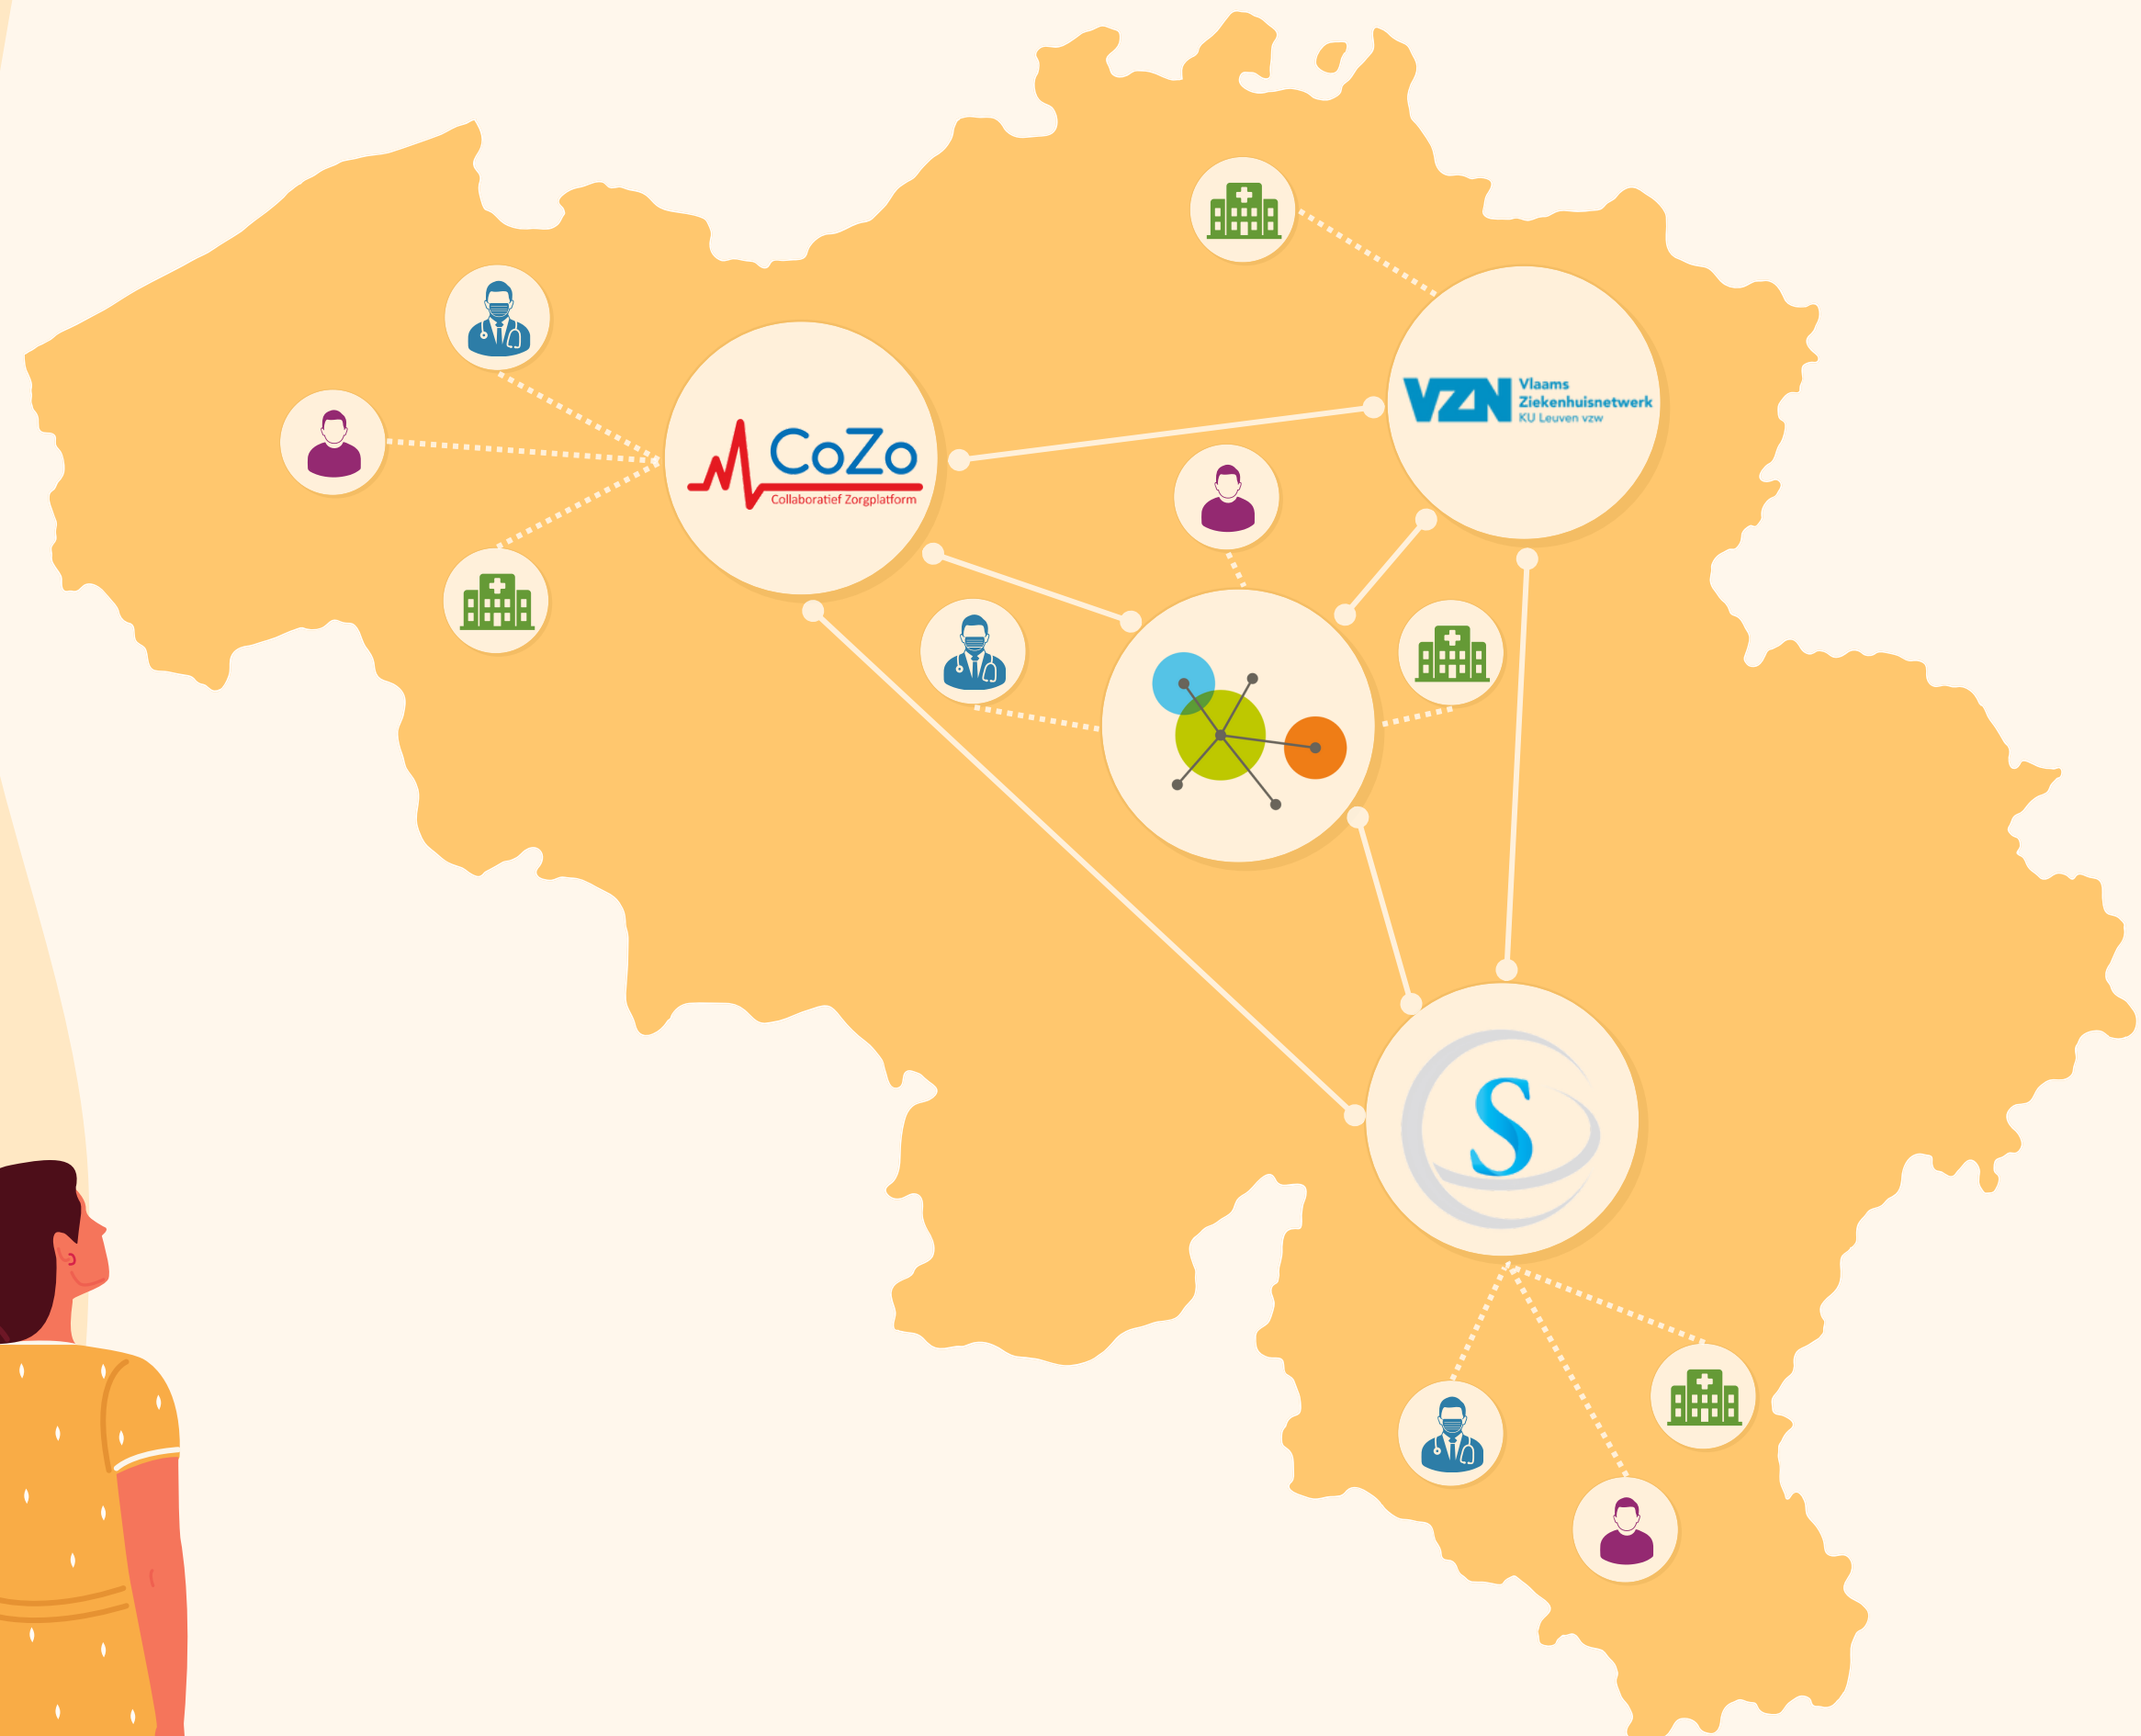 CoZo
Collaboratief Zorgplatform
VZN
Vlaams
Ziekenhuisnetwerk
KU Leuven vzw
S